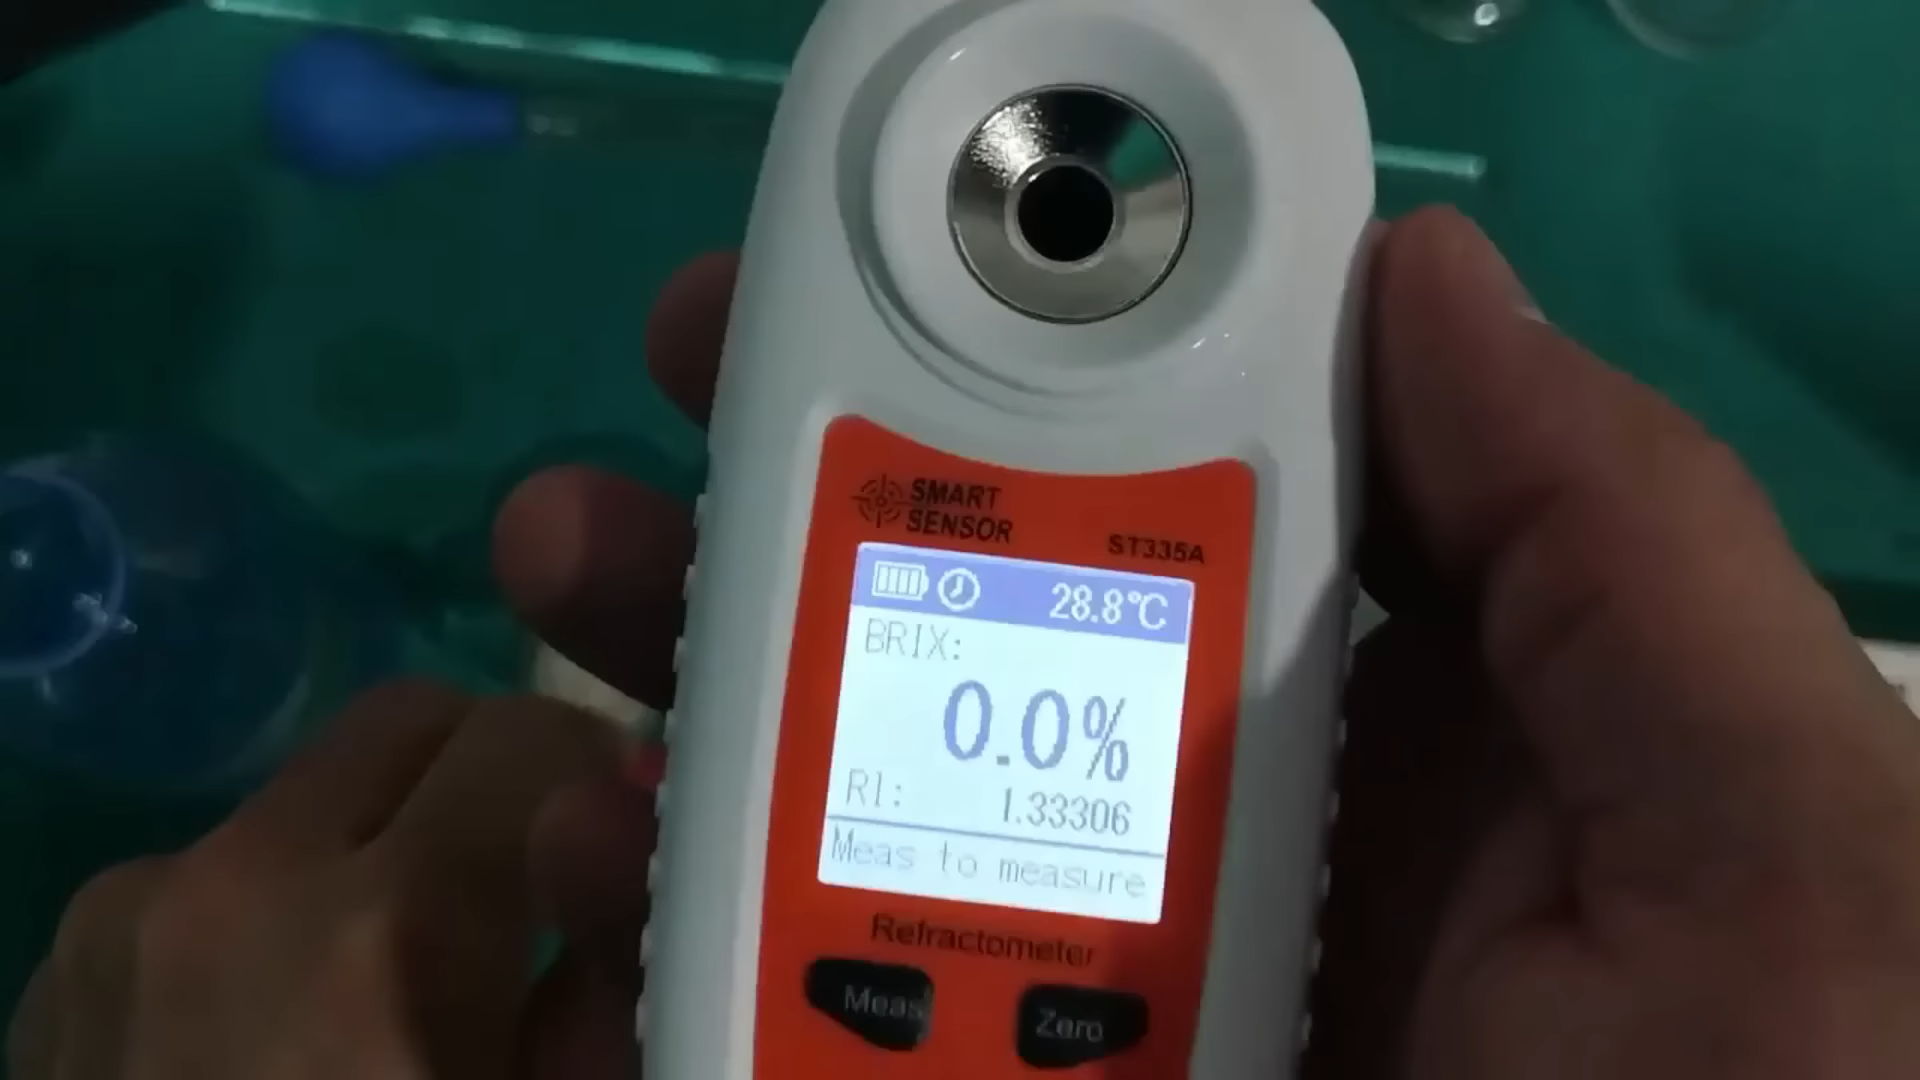 SMART
SENSOR
ST335A
28.8°C
BRIX:
0.0%
RI: 1.33306
Meas to measure
Refractometer
Meas
Zero